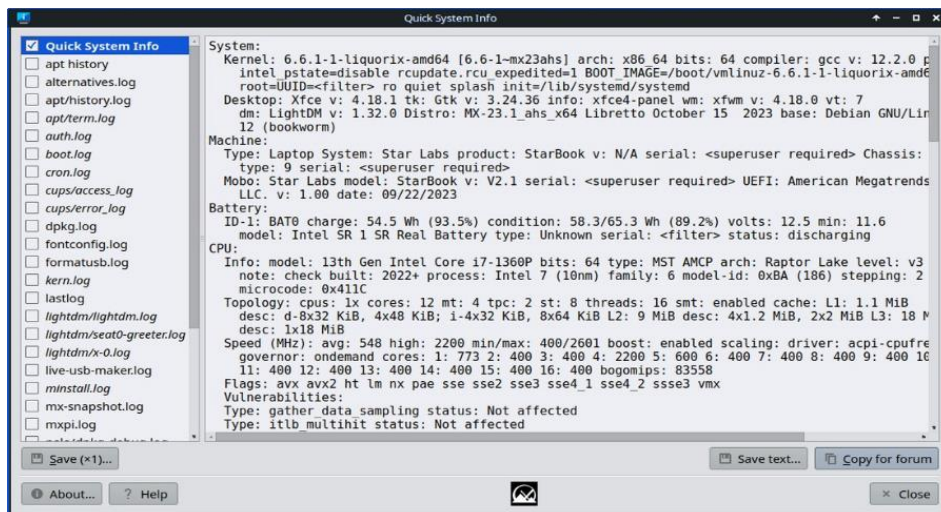 Quick System Info
Quick System Info
apt history
alternatives.log
apt/history.log
apt/term.log
auth.log
boot.log
cron.log
cups/access_log
cups/error_log
dpkg.log
fontconfig.log
formatusb.log
kern.log
lastlog
lightdm/lightdm.log
lightdm/seat0-greeter.log
lightdm/x-0.log
live-usb-maker.log
minstall.log
mx-snapshot.log
mxpi.log
System:
Kernel: 6.6.1-1-liquorix-amd64 [6.6-1~mx23ahs] arch: x86_64 bits: 64 compiler: gcc v: 12.2.0 p
intel_pstate=disable rcupdate.rcu_expedited=1 BOOT_IMAGE=/boot/vmlinuz-6.6.1-1-liquorix-amd6
root=UUID=<filter> ro quiet splash init=/lib/systemd/systemd
Desktop: Xfce v: 4.18.1 tk: Gtk v: 3.24.36 info: xfce4-panel wm: xfwm v: 4.18.0 vt: 7
dm: LightDM v: 1.32.0 Distro: MX-23.1_ahs_x64 Libretto October 15 2023 base: Debian GNU/Lin
12 (bookworm)
Machine:
Type: Laptop System: Star Labs product: StarBook v: N/A serial: <superuser required> Chassis:
type: 9 serial: <superuser required>
Mobo: Star Labs model: StarBook v: V2.1 serial: <superuser required> UEFI: American Megatrends
LLC. v: 1.00 date: 09/22/2023
Battery:
ID-1: BAT0 charge: 54.5 Wh (93.5%) condition: 58.3/65.3 Wh (89.2%) volts: 12.5 min: 11.6
model: Intel SR 1 SR Real Battery type: Unknown serial: <filter> status: discharging
CPU:
Info: model: 13th Gen Intel Core i7-1360P bits: 64 type: MST AMCP arch: Raptor Lake level: v3
note: check built: 2022+ process: Intel 7 (10nm) family: 6 model-id: 0xBA (186) stepping: 2
microcode: 0x411C
Topology: cpus: 1x cores: 12 mt: 4 tpc: 2 st: 8 threads: 16 smt: enabled cache: L1: 1.1 MiB
desc: d-8x32 KiB, 4x48 KiB; i-4x32 KiB, 8x64 KiB L2: 9 MiB desc: 4x1.2 MiB, 2x2 MiB L3: 18 M
desc: 1x18 MiB
Speed (MHz): avg: 548 high: 2200 min/max: 400/2601 boost: enabled scaling: driver: acpi-cpufre
governor: ondemand cores: 1: 773 2: 400 3: 400 4: 2200 5: 600 6: 400 7: 400 8: 400 9: 400 10
11: 400 12: 400 13: 400 14: 400 15: 400 16: 400 bogomips: 83558
Flags: avx avx2 ht lm nx pae sse sse2 sse3 sse4_1 sse4_2 ssse3 vmx
Vulnerabilities:
Type: gather_data_sampling status: Not affected
Type: itlb_multihit status: Not affected
Save (×1)...
Save text...
Copy for forum
About...
? Help
Close